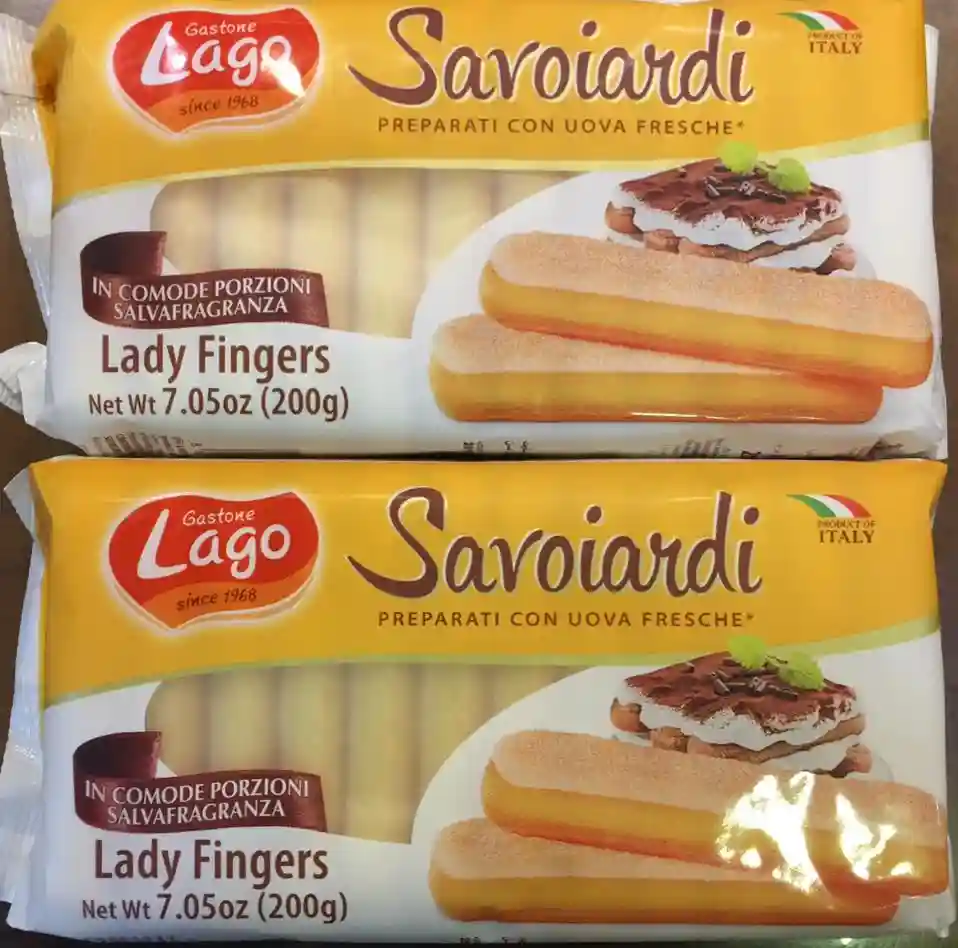 Gastone
Lago
since 1968
Savoiardi
PREPARATI CON UOVA FRESCHE*
PRODUCT OF
ITALY
IN COMODE PORZIONI
SALVAFRAGRANZA
Lady Fingers
Net Wt 7.05oz (200g)
Gastone
Lago
since 1968
Savoiardi
PREPARATI CON UOVA FRESCHE*
PRODUCT OF
ITALY
IN COMODE PORZIONI
SALVAFRAGRANZA
Lady Fingers
Net Wt 7.05oz (200g)